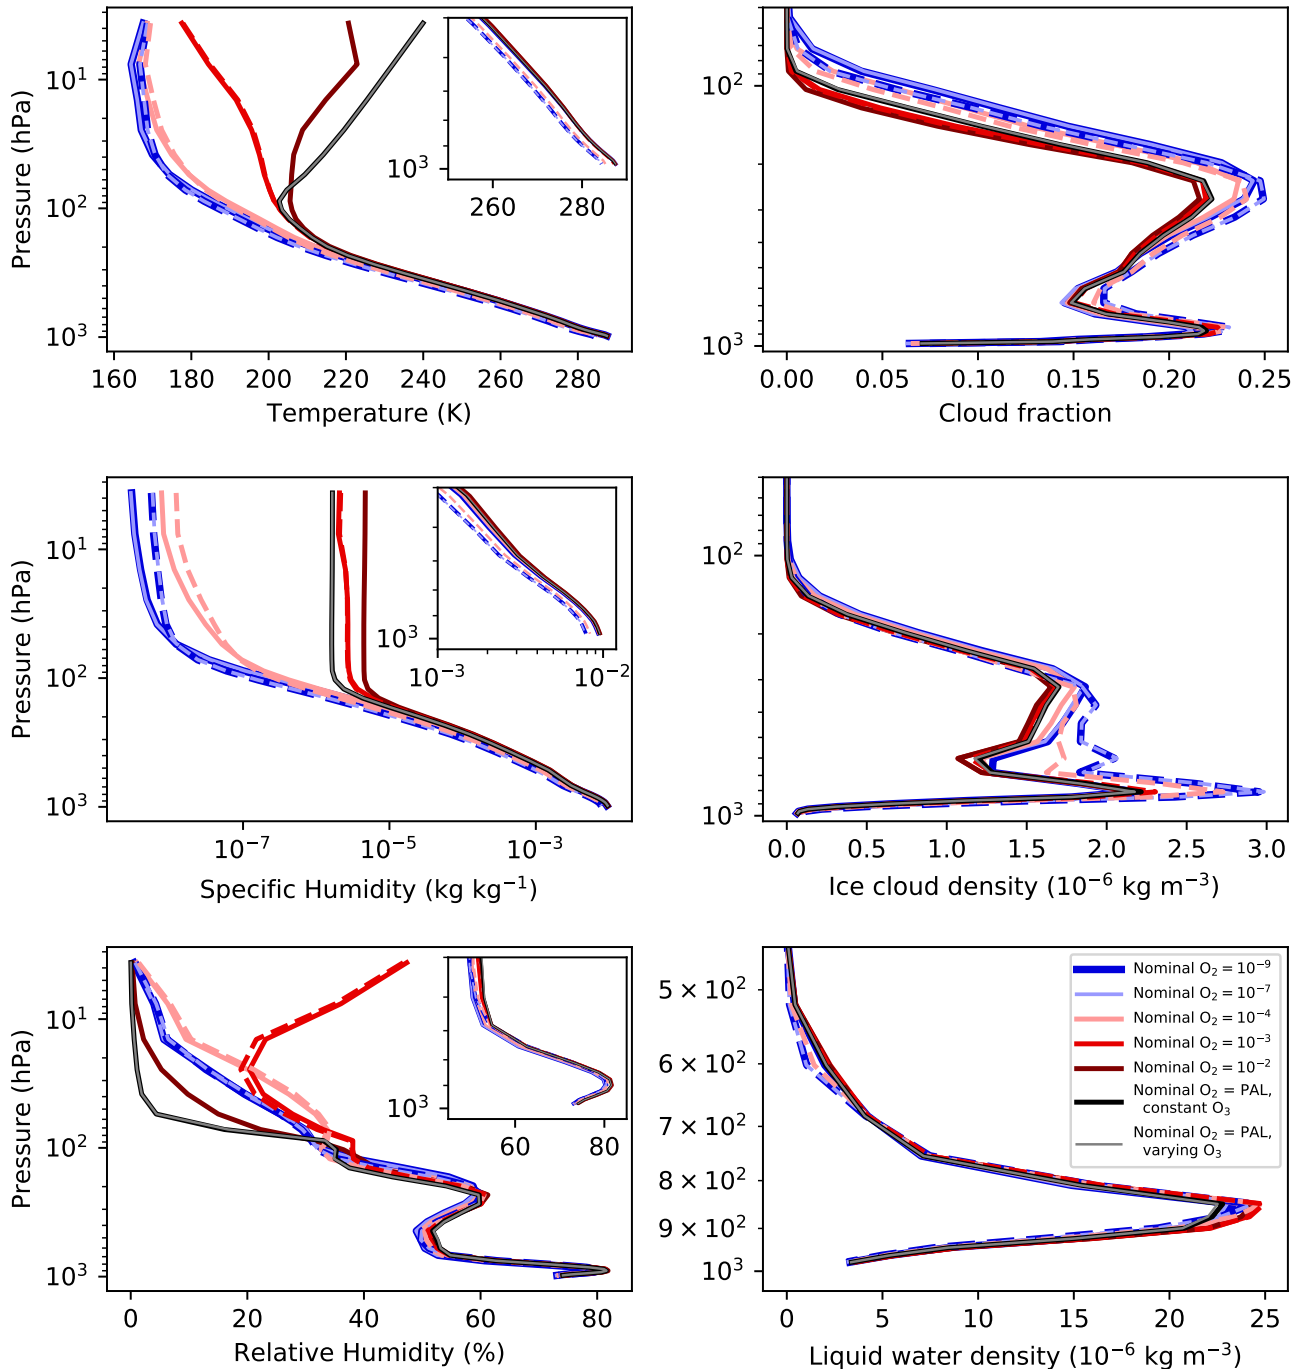 Pressure (hPa)
10¹
10²
10³
160 180 200 220 240 260 280
Temperature (K)
10³
260 280
10²
10³
0.00 0.05 0.10 0.15 0.20 0.25
Cloud fraction
Pressure (hPa)
10¹
10²
10³
10⁻⁷ 10⁻⁵ 10⁻³
Specific Humidity (kg kg⁻¹)
10³
10⁻³ 10⁻²
10²
10³
0.0 0.5 1.0 1.5 2.0 2.5 3.0
Ice cloud density (10⁻⁶ kg m⁻³)
Pressure (hPa)
10¹
10²
10³
0 20 40 60 80
Relative Humidity (%)
10³
60 80
5 × 10²
6 × 10²
7 × 10²
8 × 10²
9 × 10²
10³
0 5 10 15 20 25
Liquid water density (10⁻⁶ kg m⁻³)
Nominal O₂ = 10⁻⁹
Nominal O₂ = 10⁻⁷
Nominal O₂ = 10⁻⁴
Nominal O₂ = 10⁻³
Nominal O₂ = 10⁻²
Nominal O₂ = PAL,
constant O₃
Nominal O₂ = PAL,
varying O₃